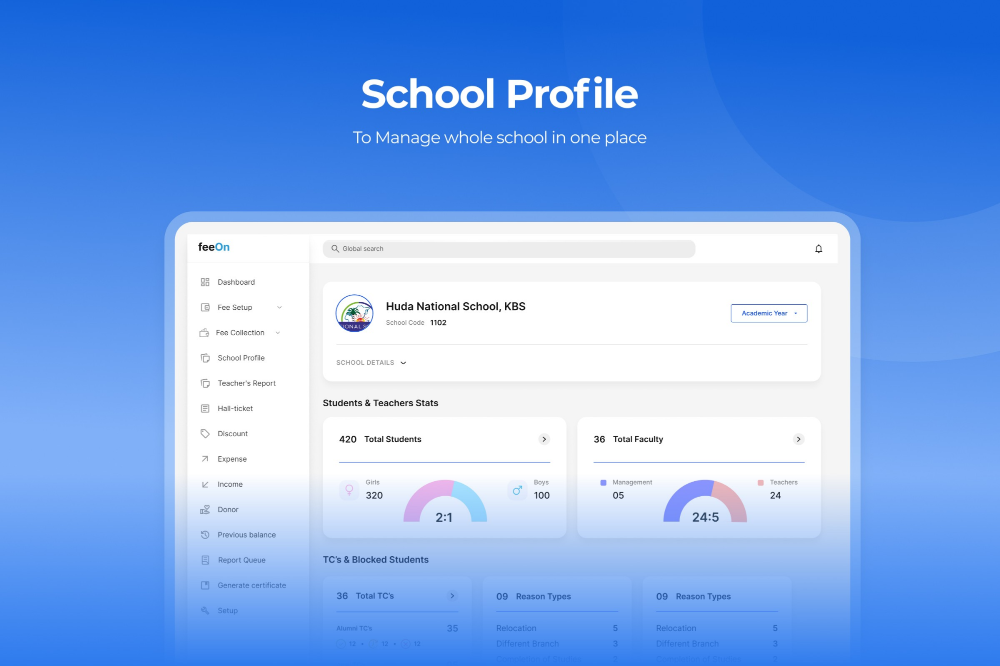 School Profile
To Manage whole school in one place
feeOn
Global search
Dashboard
Fee Setup
Fee Collection
School Profile
Teacher's Report
Hall-ticket
Discount
Expense
Income
Donor
Previous balance
Report Queue
Generate certificate
Setup
IONAL SC
Huda National School, KBS
School Code 1102
Academic Year
SCHOOL DETAILS
Students & Teachers Stats
420 Total Students
Girls
320
2:1
Boys
100
36 Total Faculty
Management
05
24:5
Teachers
24
TC's & Blocked Students
36 Total TC's
Alumni TC's 35
12 • 12 • 12
09 Reason Types
Relocation 5
Different Branch 3
Completion of Studies 2
09 Reason Types
Relocation 5
Different Branch 3
Completion of Studies 2